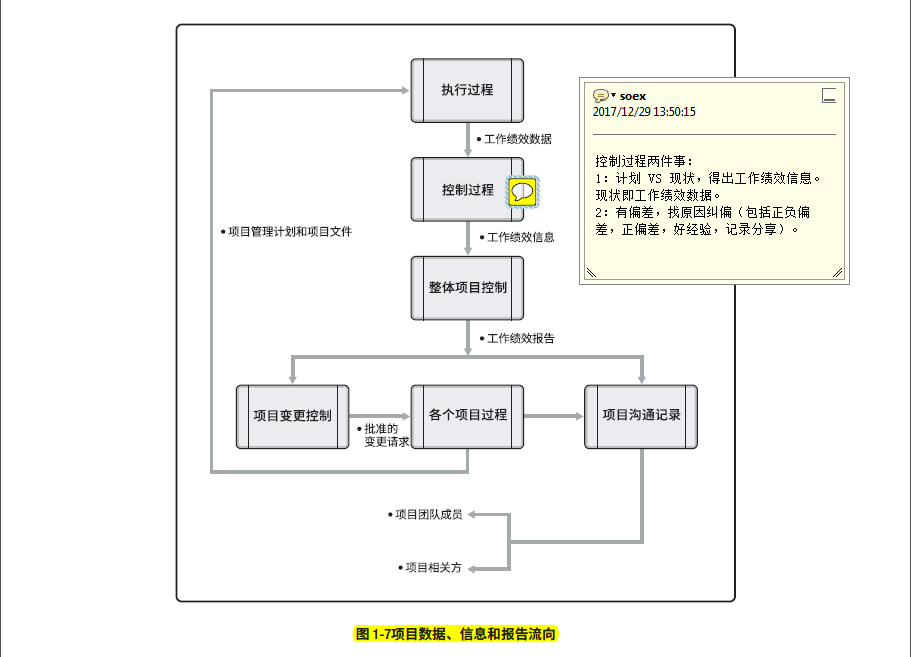 执行过程
• 工作绩效数据
控制过程
• 工作绩效信息
• 项目管理计划和项目文件
整体项目控制
• 工作绩效报告
项目变更控制
• 批准的
变更请求
各个项目过程
项目沟通记录
• 项目团队成员
• 项目相关方
图 1-7项目数据、信息和报告流向
soex
2017/12/29 13:50:15
控制过程两件事：
1：计划 VS 现状，得出工作绩效信息。
现状即工作绩效数据。
2：有偏差，找原因纠偏（包括正负偏
差，正偏差，好经验，记录分享）。